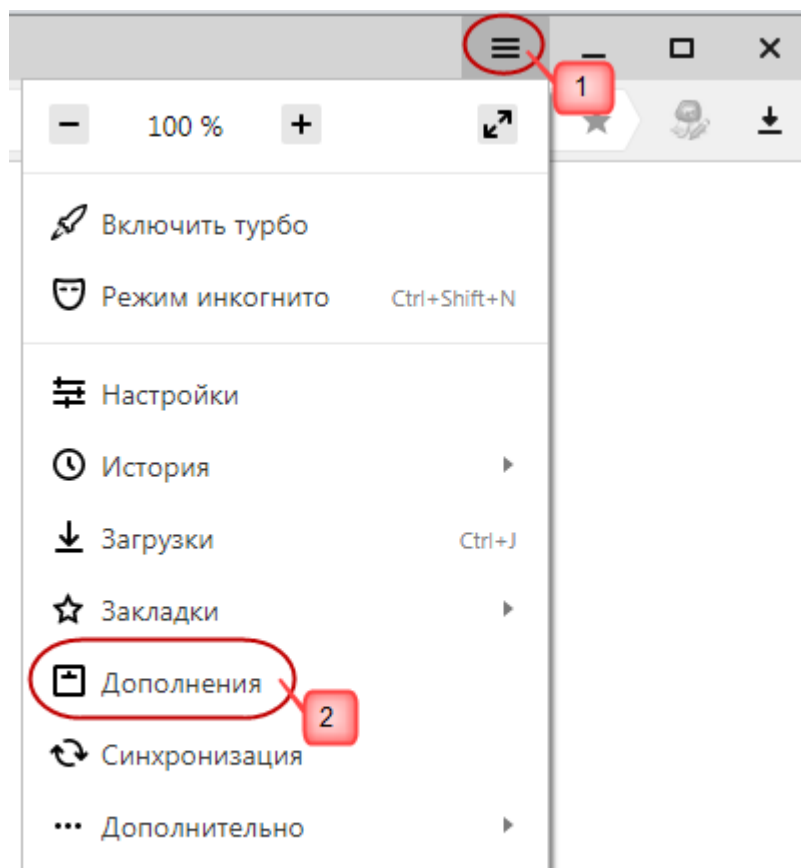 1
100 %
Включить турбо
Режим инкогнито Ctrl+Shift+N
Настройки
История
Загрузки Ctrl+J
Закладки
Дополнения
2
Синхронизация
Дополнительно